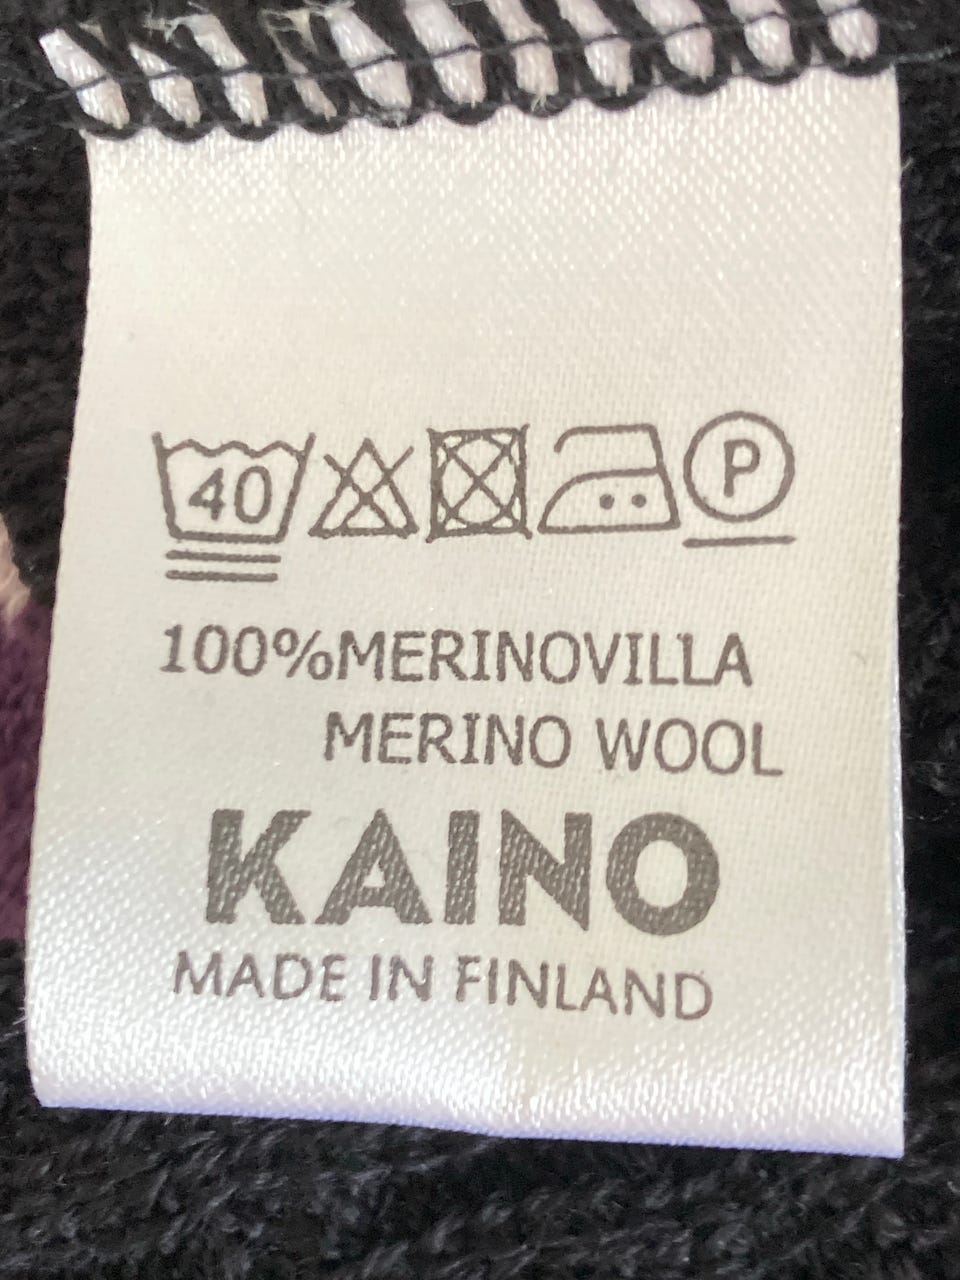 40 P
100%MERINOVILLA
MERINO WOOL
KAINO
MADE IN FINLAND